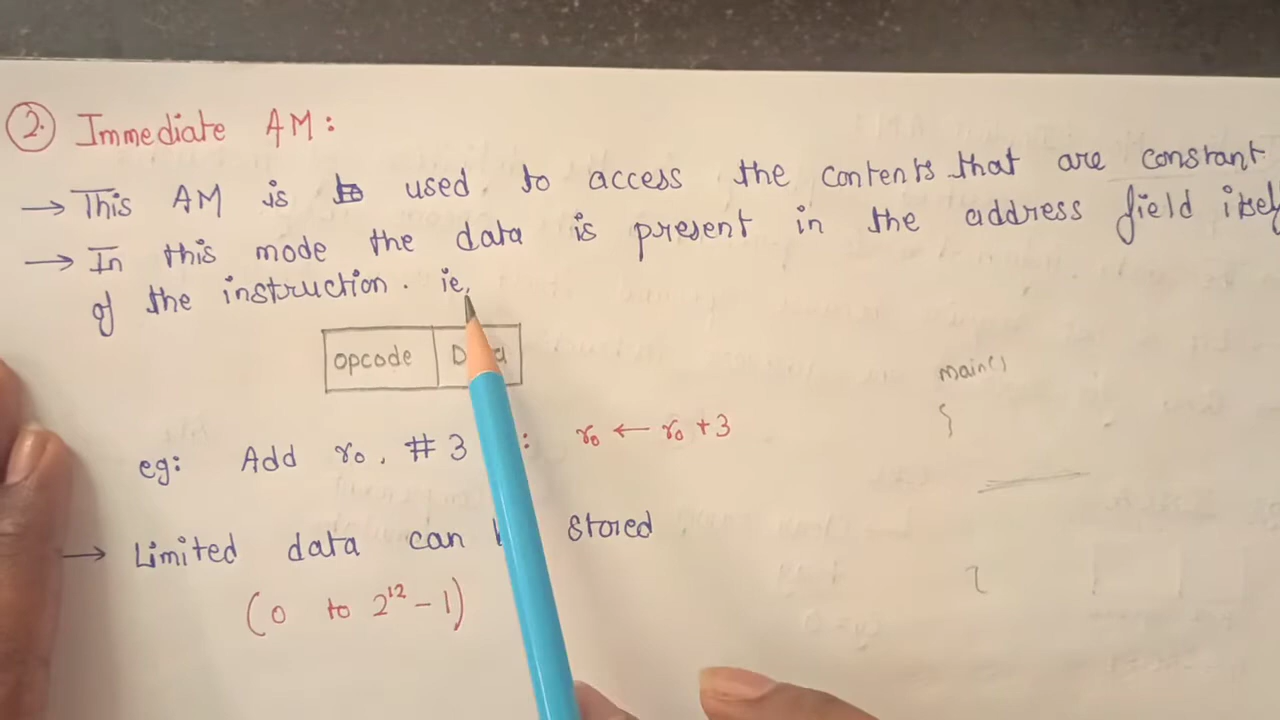 2. Immediate AM:
→ This AM is used to access the contents that are constant
→ In this mode the data is present in the address field itself
of the instruction. ie,
opcode
eg: Add r₀, #3 : r₀ ← r₀ + 3
main()
{
→ Limited data can stored
(0 to 2¹² - 1)